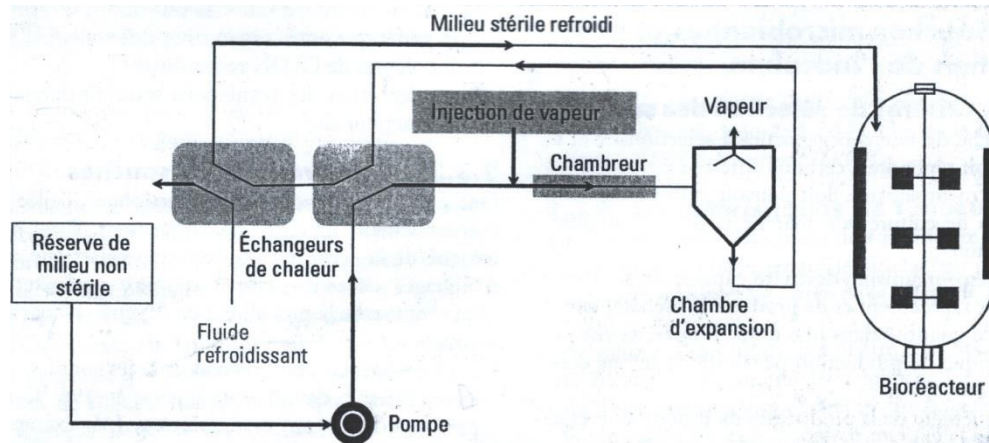 Milieu stérile refroidi
Injection de vapeur
Vapeur
Chambreur
Réserve de
milieu non
stérile
Échangeurs
de chaleur
Fluide
refroidissant
Chambre
d'expansion
Pompe
Bioréacteur